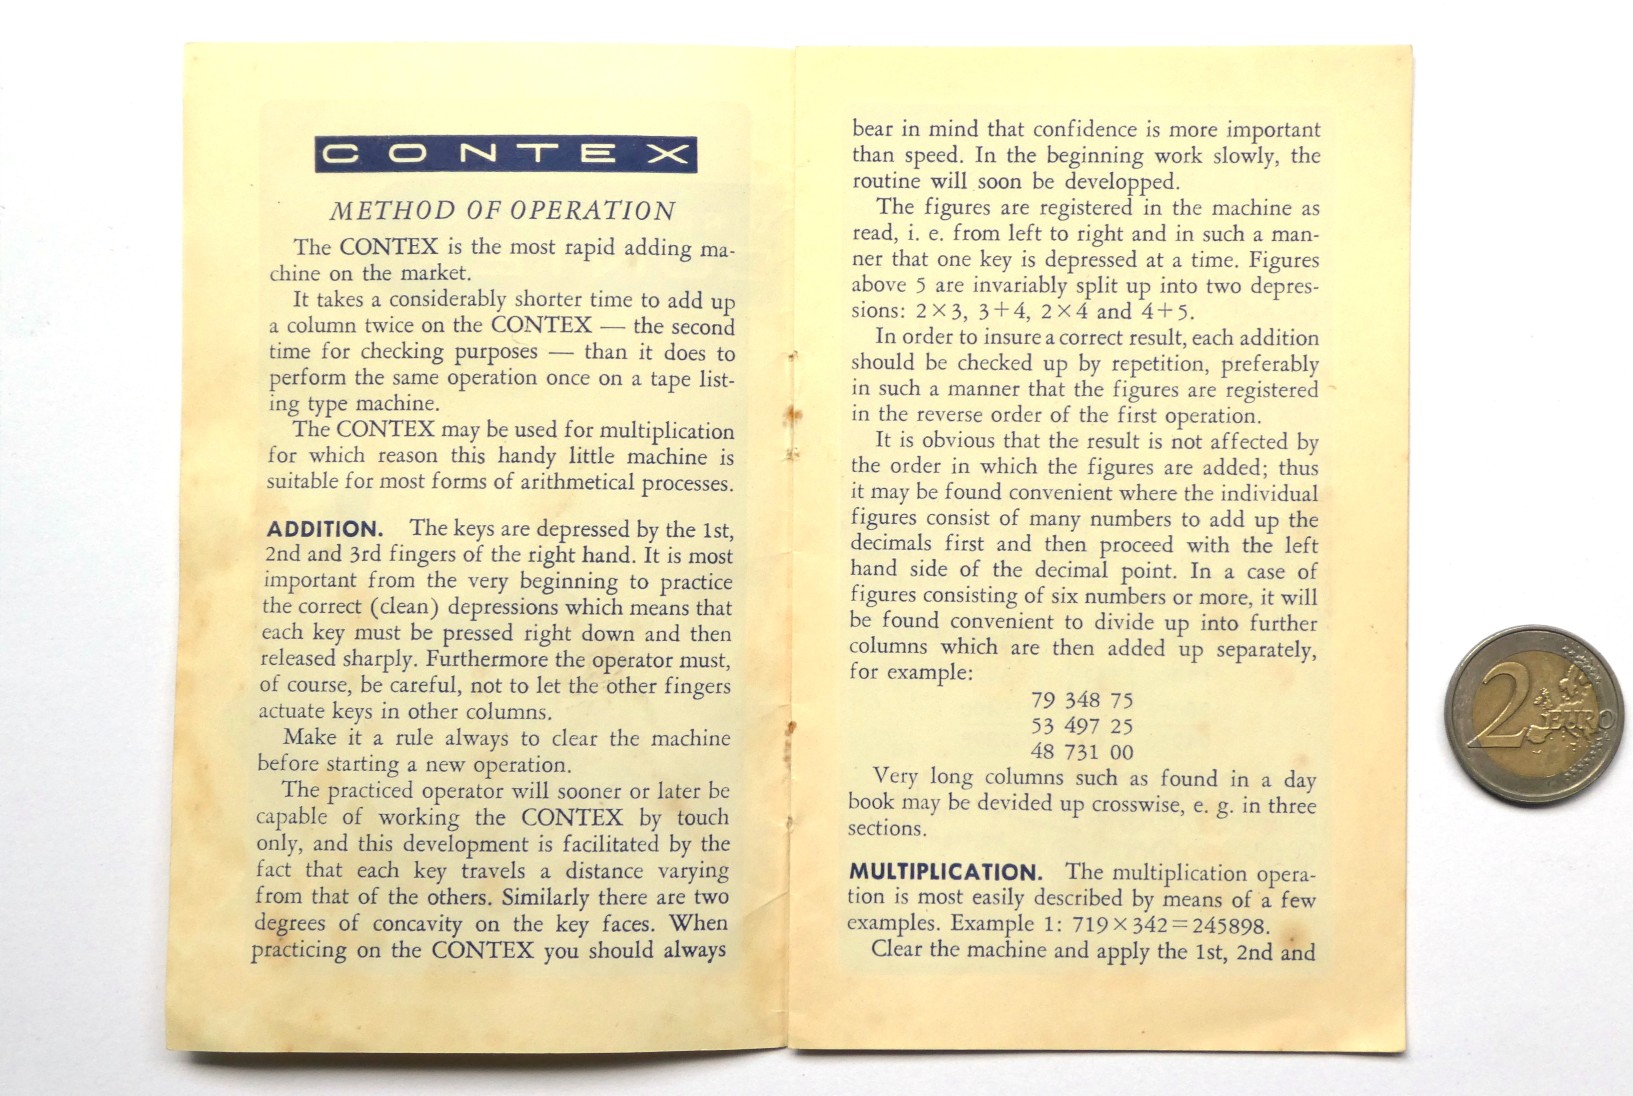 CONTEX
METHOD OF OPERATION
The CONTEX is the most rapid adding ma-
chine on the market.
It takes a considerably shorter time to add up
a column twice on the CONTEX — the second
time for checking purposes — than it does to
perform the same operation once on a tape list-
ing type machine.
The CONTEX may be used for multiplication
for which reason this handy little machine is
suitable for most forms of arithmetical processes.
ADDITION. The keys are depressed by the 1st,
2nd and 3rd fingers of the right hand. It is most
important from the very beginning to practice
the correct (clean) depressions which means that
each key must be pressed right down and then
released sharply. Furthermore the operator must,
of course, be careful, not to let the other fingers
actuate keys in other columns.
Make it a rule always to clear the machine
before starting a new operation.
The practiced operator will sooner or later be
capable of working the CONTEX by touch
only, and this development is facilitated by the
fact that each key travels a distance varying
from that of the others. Similarly there are two
degrees of concavity on the key faces. When
practicing on the CONTEX you should always
bear in mind that confidence is more important
than speed. In the beginning work slowly, the
routine will soon be developped.
The figures are registered in the machine as
read, i. e. from left to right and in such a man-
ner that one key is depressed at a time. Figures
above 5 are invariably split up into two depres-
sions: 2×3, 3+4, 2×4 and 4+5.
In order to insure a correct result, each addition
should be checked up by repetition, preferably
in such a manner that the figures are registered
in the reverse order of the first operation.
It is obvious that the result is not affected by
the order in which the figures are added; thus
it may be found convenient where the individual
figures consist of many numbers to add up the
decimals first and then proceed with the left
hand side of the decimal point. In a case of
figures consisting of six numbers or more, it will
be found convenient to divide up into further
columns which are then added up separately,
for example:
79 348 75
53 497 25
48 731 00
Very long columns such as found in a day
book may be devided up crosswise, e. g. in three
sections.
MULTIPLICATION. The multiplication opera-
tion is most easily described by means of a few
examples. Example 1: 719×342=245898.
Clear the machine and apply the 1st, 2nd and
2 EURO